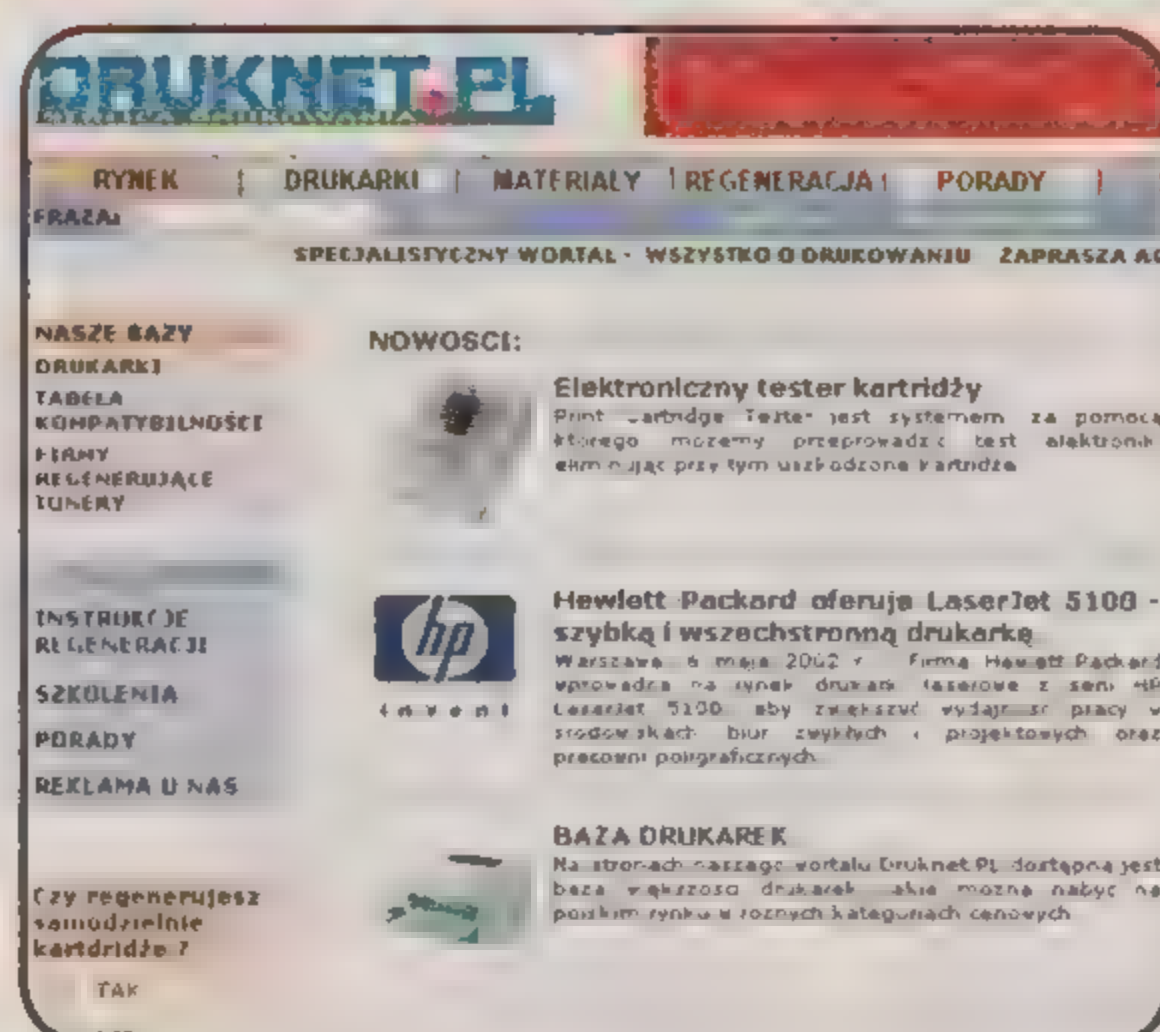 DRUKNET.PL
RYNEK | DRUKARKI | MATERIALY | REGENERACJA | PORADY |
FRAZA:
SPECJALISTYCZNY WORTAL - WSZYSTKO O DRUKOWANIU ZAPRASZA
NASZE BAZY
DRUKARKI
TABELA
KOMPATYBILNOŚCI
FIRMY
REGENERUJĄCE
TONERY
INSTRUKCJE
REGENERACJI
SZKOLENIA
PORADY
REKLAMA U NAS
Czy regenerujesz
samodzielnie
kartdridże ?
TAK
NOWOSCI:
Elektroniczny tester kartridży
Print Cartridge Tester jest systemem za pomocą
którego możemy przeprowadzić test elektronik
eliminując przy tym uszkodzone kartridże
hp
invent
Hewlett Packard oferuje LaserJet 5100 -
szybką i wszechstronną drukarkę
Warszawa 6 maja 2002 r. Firma Hewlett Packard
wprowadza na rynek drukarki laserowe z serii HP
LaserJet 5100 aby zwiększyć wydajność pracy w
środowiskach biur zwykłych i projektowych oraz
pracowni poligraficznych
BAZA DRUKAREK
Na stronach naszego wortalu Druknet.PL dostępna jest
baza większości drukarek jakie można nabyć na
polskim rynku w różnych kategoriach cenowych